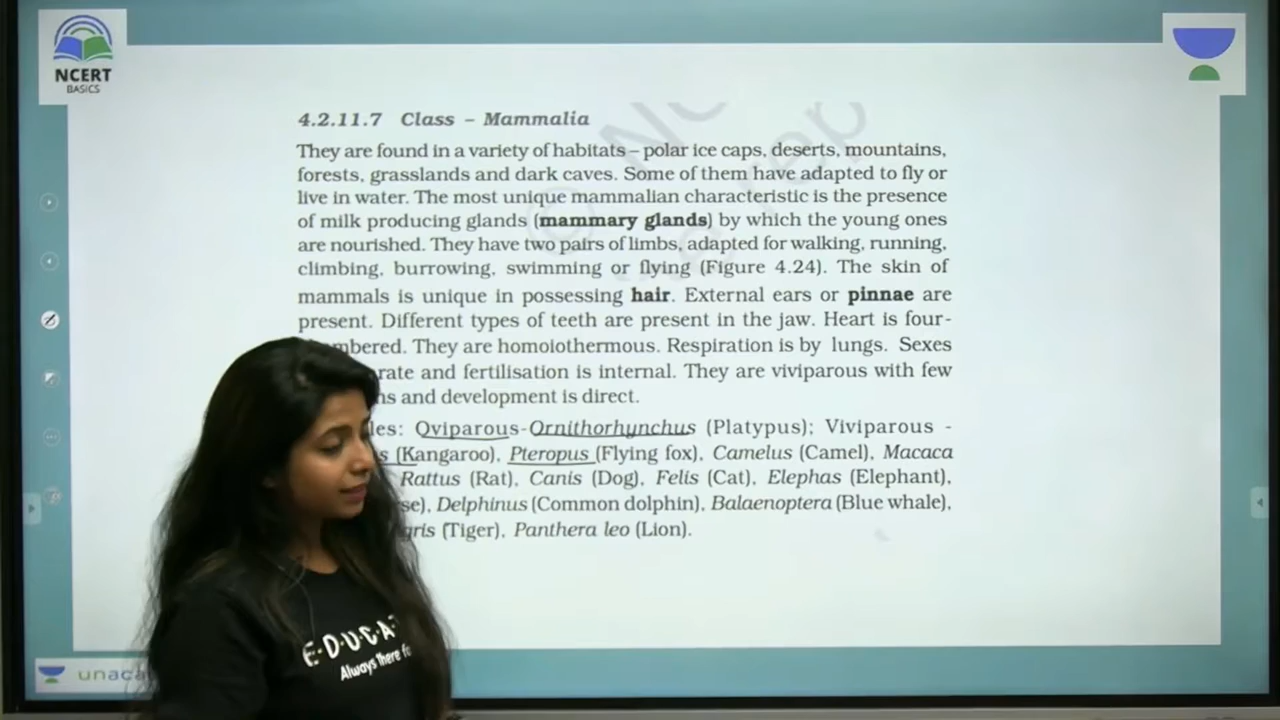 NCERT
BASICS
4.2.11.7 Class – Mammalia
They are found in a variety of habitats – polar ice caps, deserts, mountains,
forests, grasslands and dark caves. Some of them have adapted to fly or
live in water. The most unique mammalian characteristic is the presence
of milk producing glands (mammary glands) by which the young ones
are nourished. They have two pairs of limbs, adapted for walking, running,
climbing, burrowing, swimming or flying (Figure 4.24). The skin of
mammals is unique in possessing hair. External ears or pinnae are
present. Different types of teeth are present in the jaw. Heart is four-
mbered. They are homoiothermous. Respiration is by lungs. Sexes
rate and fertilisation is internal. They are viviparous with few
ns and development is direct.
les: Oviparous-Ornithorhynchus (Platypus); Viviparous -
s (Kangaroo), Pteropus (Flying fox), Camelus (Camel), Macaca
Rattus (Rat), Canis (Dog), Felis (Cat), Elephas (Elephant),
se), Delphinus (Common dolphin), Balaenoptera (Blue whale),
gris (Tiger), Panthera leo (Lion).
E·D·U·C·A
Always There fo
unaca